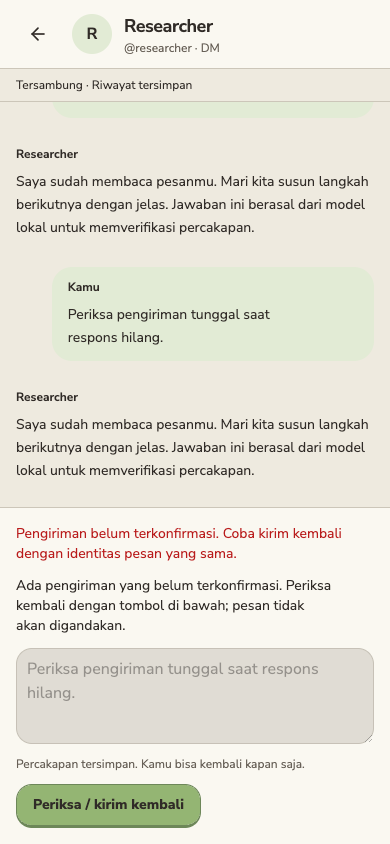 R
Researcher
@researcher · DM
Tersambung · Riwayat tersimpan
Researcher
Saya sudah membaca pesanmu. Mari kita susun langkah
berikutnya dengan jelas. Jawaban ini berasal dari model
lokal untuk memverifikasi percakapan.
Kamu
Periksa pengiriman tunggal saat
respons hilang.
Researcher
Saya sudah membaca pesanmu. Mari kita susun langkah
berikutnya dengan jelas. Jawaban ini berasal dari model
lokal untuk memverifikasi percakapan.
Pengiriman belum terkonfirmasi. Coba kirim kembali
dengan identitas pesan yang sama.
Ada pengiriman yang belum terkonfirmasi. Periksa
kembali dengan tombol di bawah; pesan tidak
akan digandakan.
Periksa pengiriman tunggal saat respons
hilang.
Percakapan tersimpan. Kamu bisa kembali kapan saja.
Periksa / kirim kembali